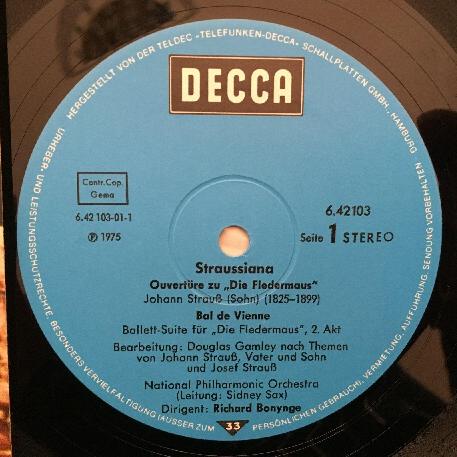 HERGESTELLT VON DER TELDEC »TELEFUNKEN-DECCA« SCHALLPLATTEN GMBH., HAMBURG
DECCA
Contr. Cop.
Gema
6.42 103-01-1
Ⓟ 1975
6.42103
Seite 1 STEREO
Straussiana
Ouvertüre zu „Die Fledermaus“
Johann Strauß (Sohn) (1825-1899)
Bal de Vienne
Ballett-Suite für „Die Fledermaus“, 2. Akt
Bearbeitung: Douglas Gamley nach Themen
von Johann Strauß, Vater und Sohn
und Josef Strauß
National Philharmonic Orchestra
(Leitung: Sidney Sax)
Dirigent: Richard Bonynge
33
URHEBER- UND LEISTUNGSSCHUTZRECHTE, BESONDERS VERVIELFÄLTIGUNG (AUSSER ZUM PERSÖNLICHEN GEBRAUCH), VERMIETUNG, AUFFÜHRUNG, SENDUNG VORBEHALTEN